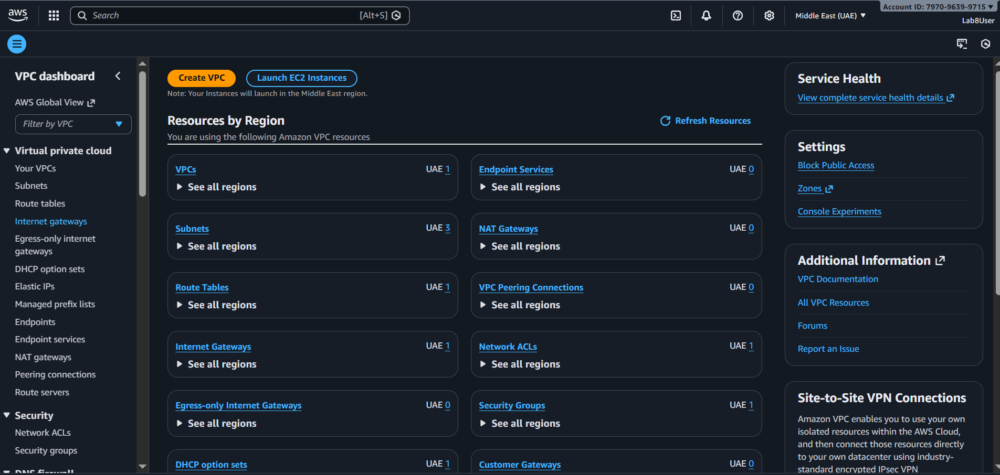 aws
Search
[Alt+S]
Middle East (UAE)
Account ID: 7970-9639-9715
Lab8User
VPC dashboard
AWS Global View
Filter by VPC
Virtual private cloud
Your VPCs
Subnets
Route tables
Internet gateways
Egress-only internet
gateways
DHCP option sets
Elastic IPs
Managed prefix lists
Endpoints
Endpoint services
NAT gateways
Peering connections
Route servers
Security
Network ACLs
Security groups
DNS firewall
Create VPC
Launch EC2 Instances
Note: Your Instances will launch in the Middle East region.
Resources by Region
Refresh Resources
You are using the following Amazon VPC resources
VPCs UAE 1
See all regions
Endpoint Services UAE 0
See all regions
Subnets UAE 3
See all regions
NAT Gateways UAE 0
See all regions
Route Tables UAE 1
See all regions
VPC Peering Connections UAE 0
See all regions
Internet Gateways UAE 1
See all regions
Network ACLs UAE 1
See all regions
Egress-only Internet Gateways UAE 0
See all regions
Security Groups UAE 1
See all regions
DHCP option sets UAE 1
Customer Gateways UAE 0
Service Health
View complete service health details
Settings
Block Public Access
Zones
Console Experiments
Additional Information
VPC Documentation
All VPC Resources
Forums
Report an Issue
Site-to-Site VPN Connections
Amazon VPC enables you to use your own
isolated resources within the AWS Cloud,
and then connect those resources directly
to your own datacenter using industry-
standard encrypted IPsec VPN